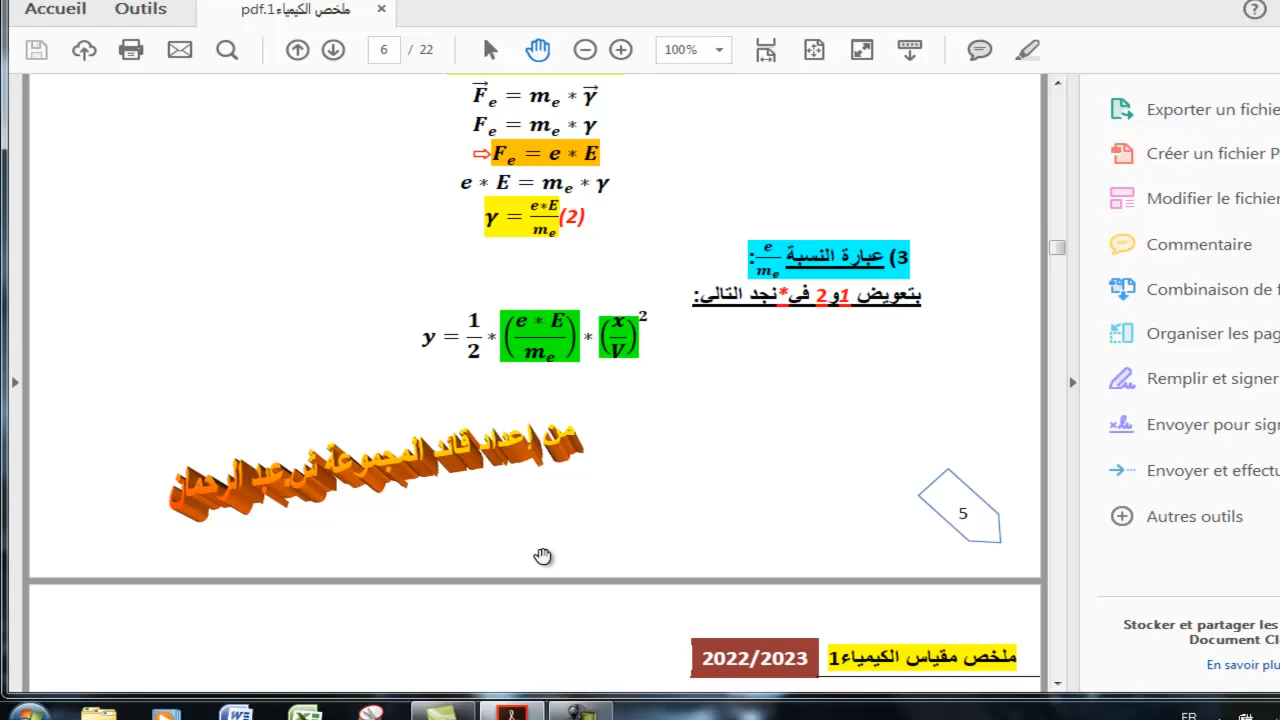 Accueil Outils ملخص الكيمياء1.pdf ×
6 / 22 100%
F⃗e = me ∗ γ⃗
Fe = me ∗ γ
⇨Fe = e ∗ E
e ∗ E = me ∗ γ
γ = e∗E/me (2)
3) عبارة النسبة e/me:
بتعويض 1و2 في*نجد التالي:
y = 1/2 ∗ (e ∗ E/me) ∗ (x/V)²
من إعداد قائد المجموعة س.عبد الرحمان
5
ملخص مقياس الكيمياء1 2022/2023
Exporter un fichie
Créer un fichier P
Modifier le fichier
Commentaire
Combinaison de f
Organiser les pag
Remplir et signer
Envoyer pour sign
Envoyer et effectu
Autres outils
Stocker et partager les
Document Cl
En savoir plu
FR